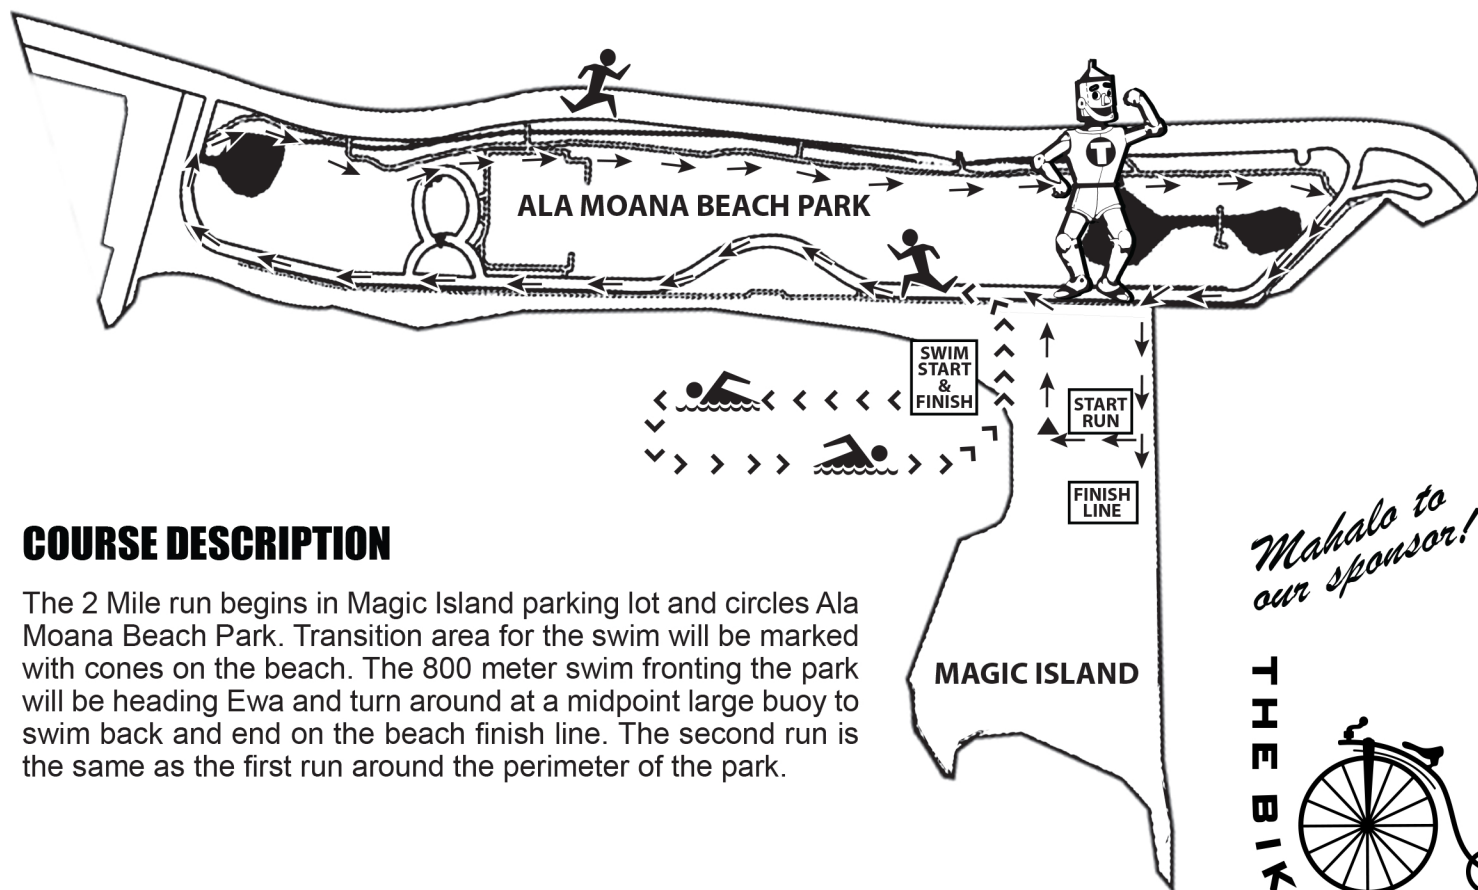 ALA MOANA BEACH PARK
T
SWIM
START
&
FINISH
START
RUN
FINISH
LINE
MAGIC ISLAND
COURSE DESCRIPTION
The 2 Mile run begins in Magic Island parking lot and circles Ala
Moana Beach Park. Transition area for the swim will be marked
with cones on the beach. The 800 meter swim fronting the park
will be heading Ewa and turn around at a midpoint large buoy to
swim back and end on the beach finish line. The second run is
the same as the first run around the perimeter of the park.
Mahalo to
our sponsor!
THE BIK